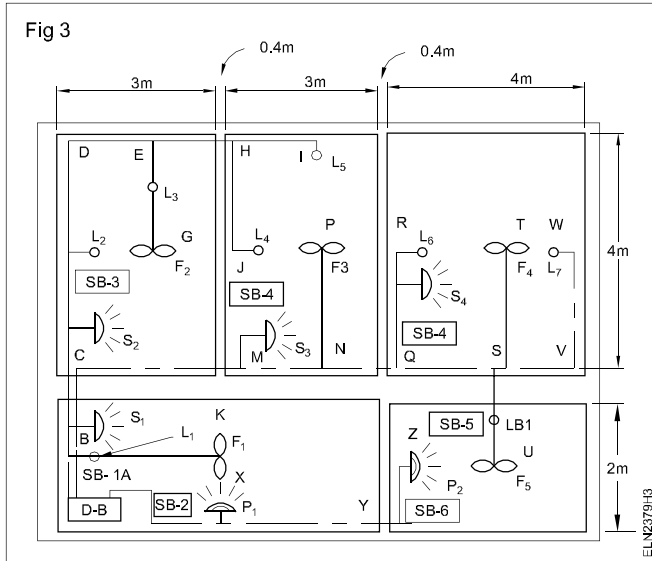 Fig 3
0.4m
0.4m
3m
3m
4m
D
E
H
I
L5
L3
L2
G
F2
L4
J
P
F3
R
L6
T
W
F4
L7
4m
SB-3
SB-4
S4
SB-4
S2
C
M
S3
N
Q
S
V
S1
B
L1
K
F1
SB- 1A
X
D-B
SB-2
P1
Y
Z
SB-5
LB1
U
P2
F5
SB-6
2m
ELN2379H3